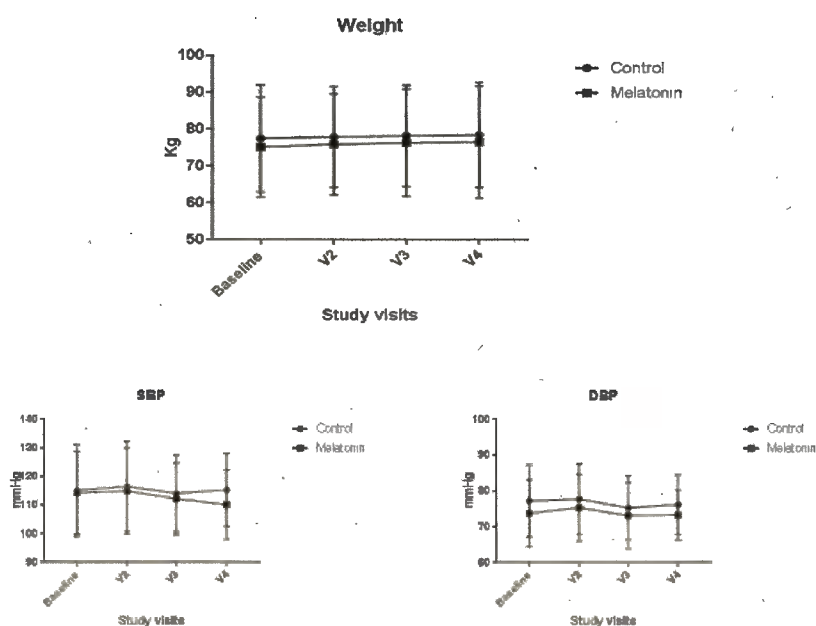 Weight
100
90
80
70
60
50
Kg
Control
Melatonin
Baseline
V2
V3
V4
Study visits
SBP
140
130
120
110
100
90
mmHg
Control
Melatonin
Baseline
V2
V3
V4
Study visits
DBP
100
90
80
70
60
mmHg
Control
Melatonin
Baseline
V2
V3
V4
Study visits